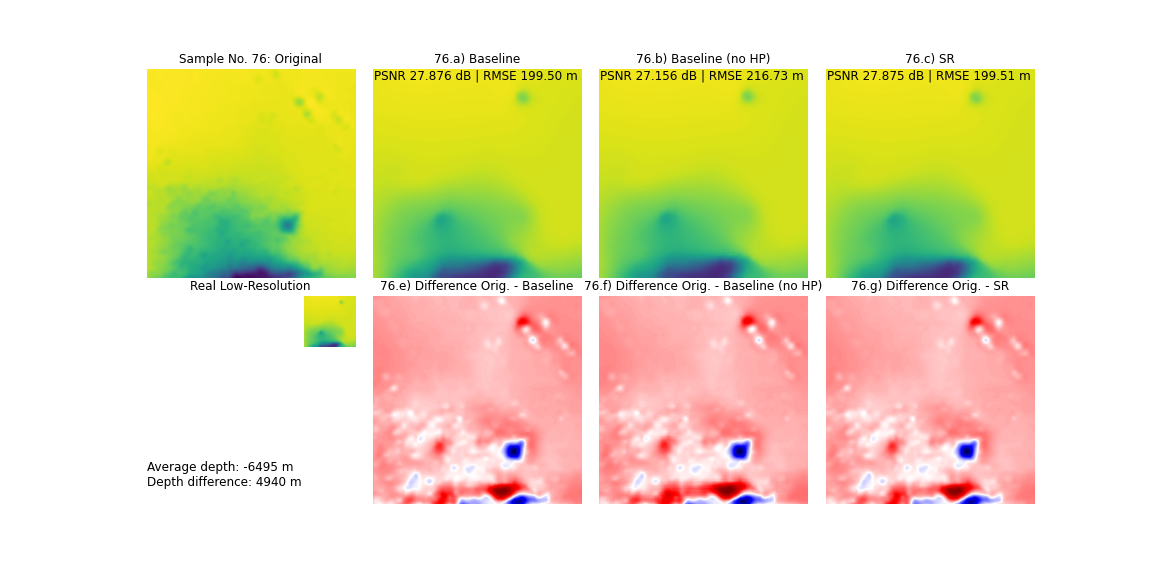 Sample No. 76: Original
76.a) Baseline
76.b) Baseline (no HP)
76.c) SR
PSNR 27.876 dB | RMSE 199.50 m
PSNR 27.156 dB | RMSE 216.73 m
PSNR 27.875 dB | RMSE 199.51 m
Real Low-Resolution
76.e) Difference Orig. - Baseline
76.f) Difference Orig. - Baseline (no HP)
76.g) Difference Orig. - SR
Average depth: -6495 m
Depth difference: 4940 m